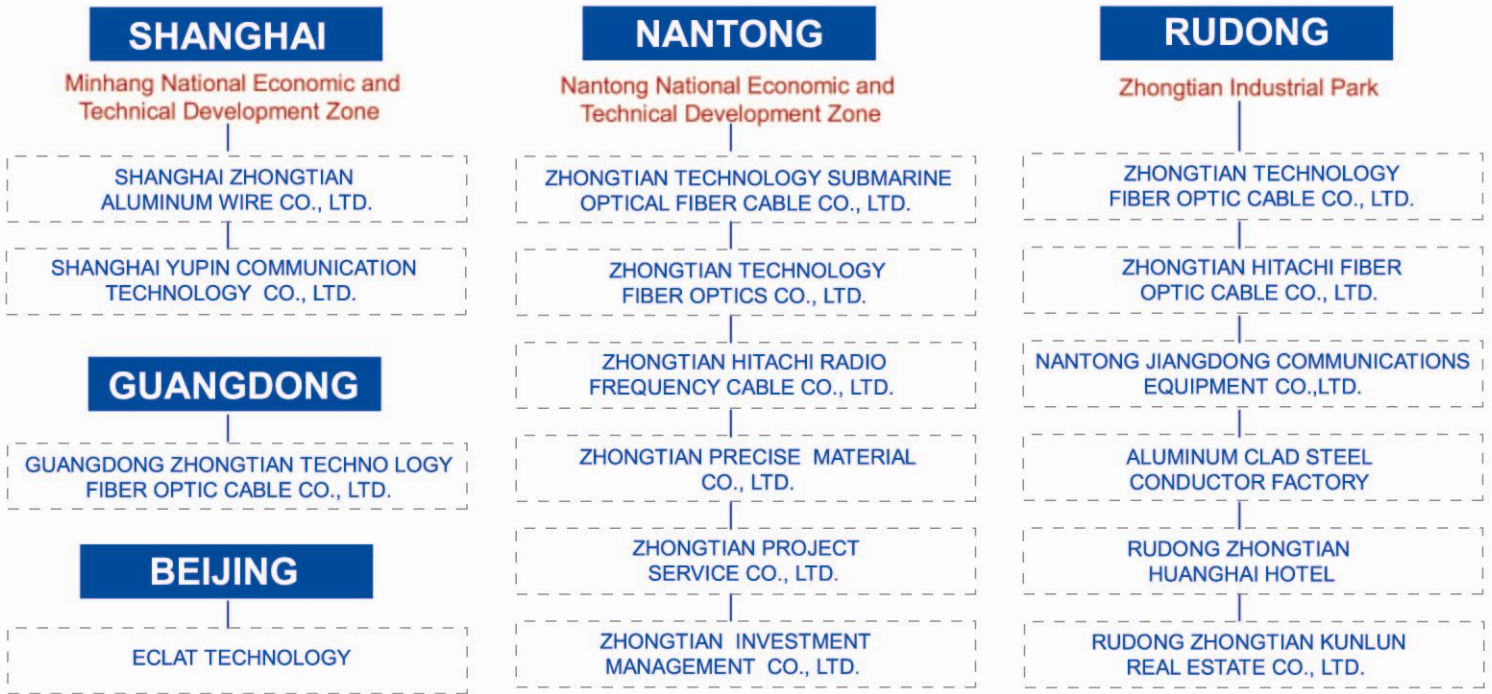 SHANGHAI
Minhang National Economic and
Technical Development Zone
SHANGHAI ZHONGTIAN
ALUMINUM WIRE CO., LTD.
SHANGHAI YUPIN COMMUNICATION
TECHNOLOGY CO., LTD.
GUANGDONG
GUANGDONG ZHONGTIAN TECHNO LOGY
FIBER OPTIC CABLE CO., LTD.
BEIJING
ECLAT TECHNOLOGY
NANTONG
Nantong National Economic and
Technical Development Zone
ZHONGTIAN TECHNOLOGY SUBMARINE
OPTICAL FIBER CABLE CO., LTD.
ZHONGTIAN TECHNOLOGY
FIBER OPTICS CO., LTD.
ZHONGTIAN HITACHI RADIO
FREQUENCY CABLE CO., LTD.
ZHONGTIAN PRECISE MATERIAL
CO., LTD.
ZHONGTIAN PROJECT
SERVICE CO., LTD.
ZHONGTIAN INVESTMENT
MANAGEMENT CO., LTD.
RUDONG
Zhongtian Industrial Park
ZHONGTIAN TECHNOLOGY
FIBER OPTIC CABLE CO., LTD.
ZHONGTIAN HITACHI FIBER
OPTIC CABLE CO., LTD.
NANTONG JIANGDONG COMMUNICATIONS
EQUIPMENT CO.,LTD.
ALUMINUM CLAD STEEL
CONDUCTOR FACTORY
RUDONG ZHONGTIAN
HUANGHAI HOTEL
RUDONG ZHONGTIAN KUNLUN
REAL ESTATE CO., LTD.